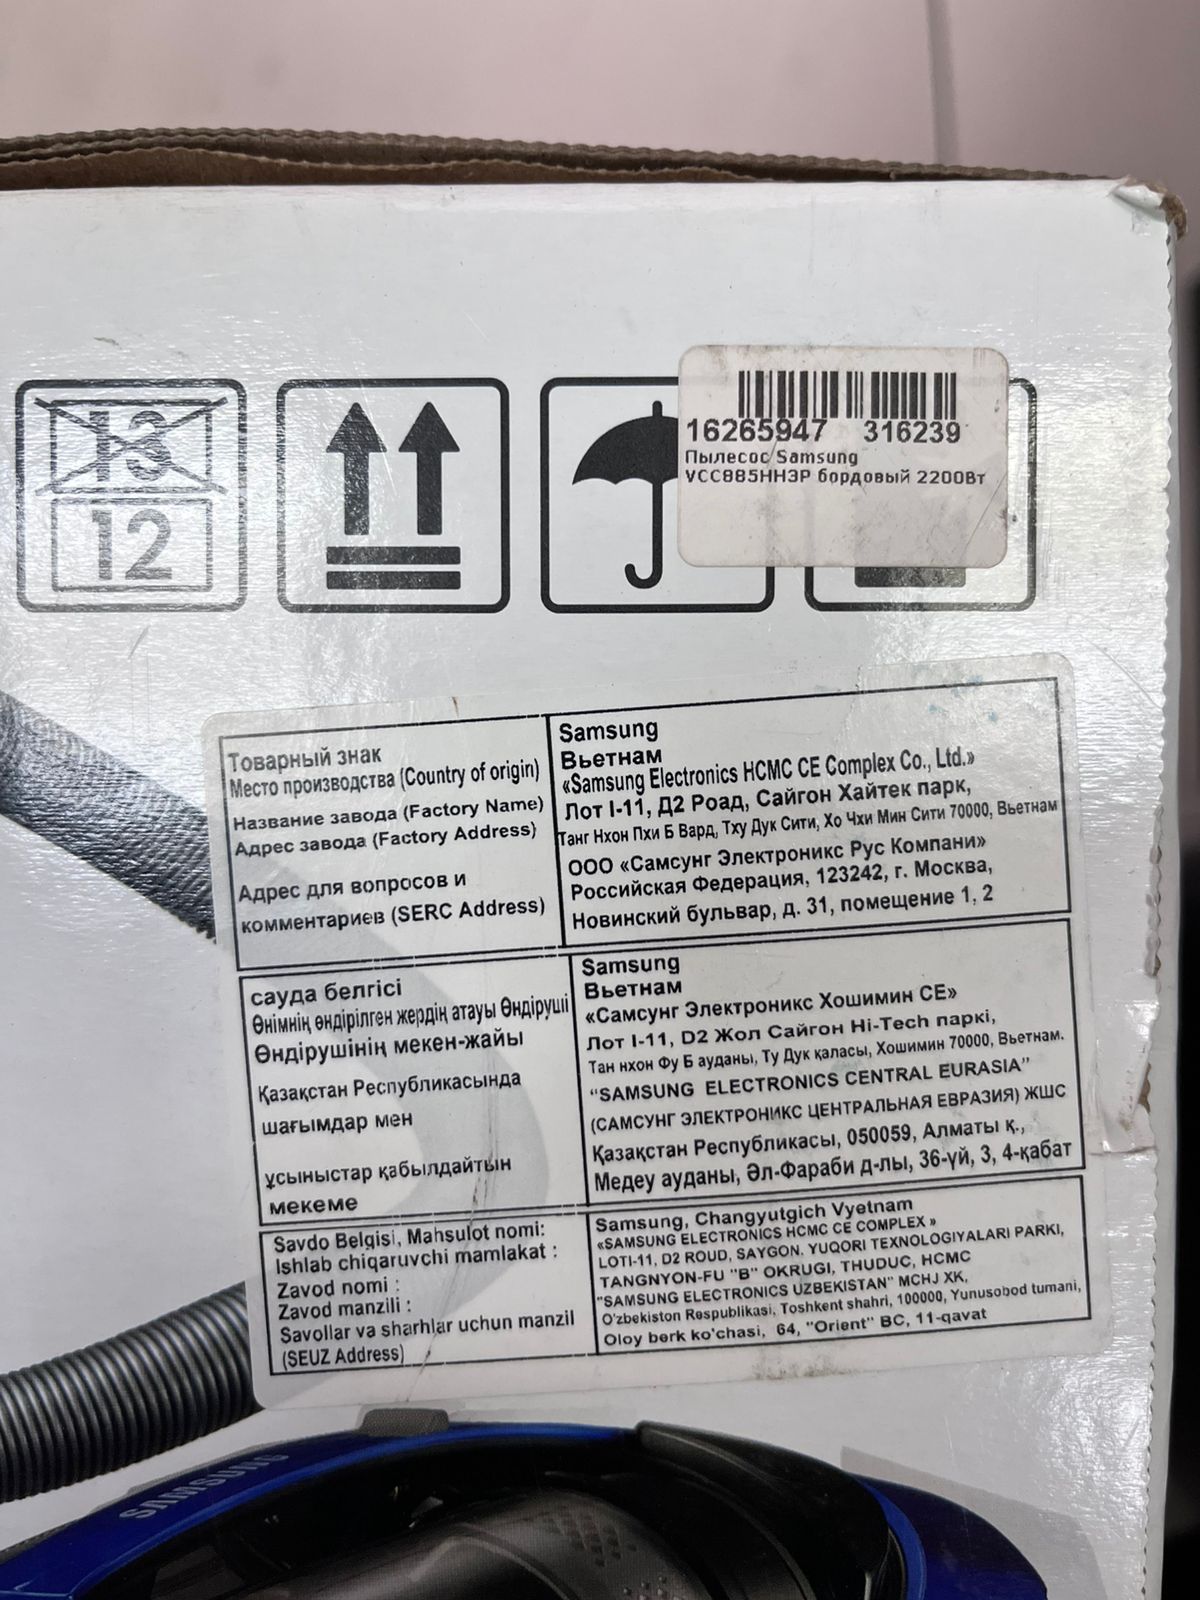 13
12
16265947 316239
Пылесос Samsung
VCC885HH3P бордовый 2200Вт
Товарный знак
Место производства (Country of origin)
Название завода (Factory Name)
Адрес завода (Factory Address)
Адрес для вопросов и
комментариев (SERC Address)
Samsung
Вьетнам
«Samsung Electronics HCMC CE Complex Co., Ltd.»
Лот I-11, Д2 Роад, Сайгон Хайтек парк,
Танг Нхон Пхи Б Вард, Тху Дук Сити, Хо Чхи Мин Сити 70000, Вьетнам
ООО «Самсунг Электроникс Рус Компани»
Российская Федерация, 123242, г. Москва,
Новинский бульвар, д. 31, помещение 1, 2
сауда белгісі
Өнімнің өндірілген жердің атауы Өндіруші
Өндірушінің мекен-жайы
Қазақстан Республикасында
шағымдар мен
ұсыныстар қабылдайтын
мекеме
Samsung
Вьетнам
«Самсунг Электроникс Хошимин СЕ»
Лот I-11, D2 Жол Сайгон Hi-Tech паркі,
Тан нхон Фу Б ауданы, Ту Дук қаласы, Хошимин 70000, Вьетнам.
“SAMSUNG ELECTRONICS CENTRAL EURASIA”
(САМСУНГ ЭЛЕКТРОНИКС ЦЕНТРАЛЬНАЯ ЕВРАЗИЯ) ЖШС
Қазақстан Республикасы, 050059, Алматы қ.,
Медеу ауданы, Әл-Фараби д-лы, 36-үй, 3, 4-қабат
Savdo Belgisi, Mahsulot nomi:
Ishlab chiqaruvchi mamlakat :
Zavod nomi :
Zavod manzili :
Savollar va sharhlar uchun manzil
(SEUZ Address)
Samsung, Changyutgich Vyetnam
«SAMSUNG ELECTRONICS HCMC CE COMPLEX »
LOTI-11, D2 ROUD, SAYGON. YUQORI TEXNOLOGIYALARI PARKI,
TANGNYON-FU "B" OKRUGI, THUDUC, HCMC
"SAMSUNG ELECTRONICS UZBEKISTAN" MCHJ XK,
O'zbekiston Respublikasi, Toshkent shahri, 100000, Yunusobod tumani,
Oloy berk ko'chasi, 64, "Orient" BC, 11-qavat
SAMSUNG